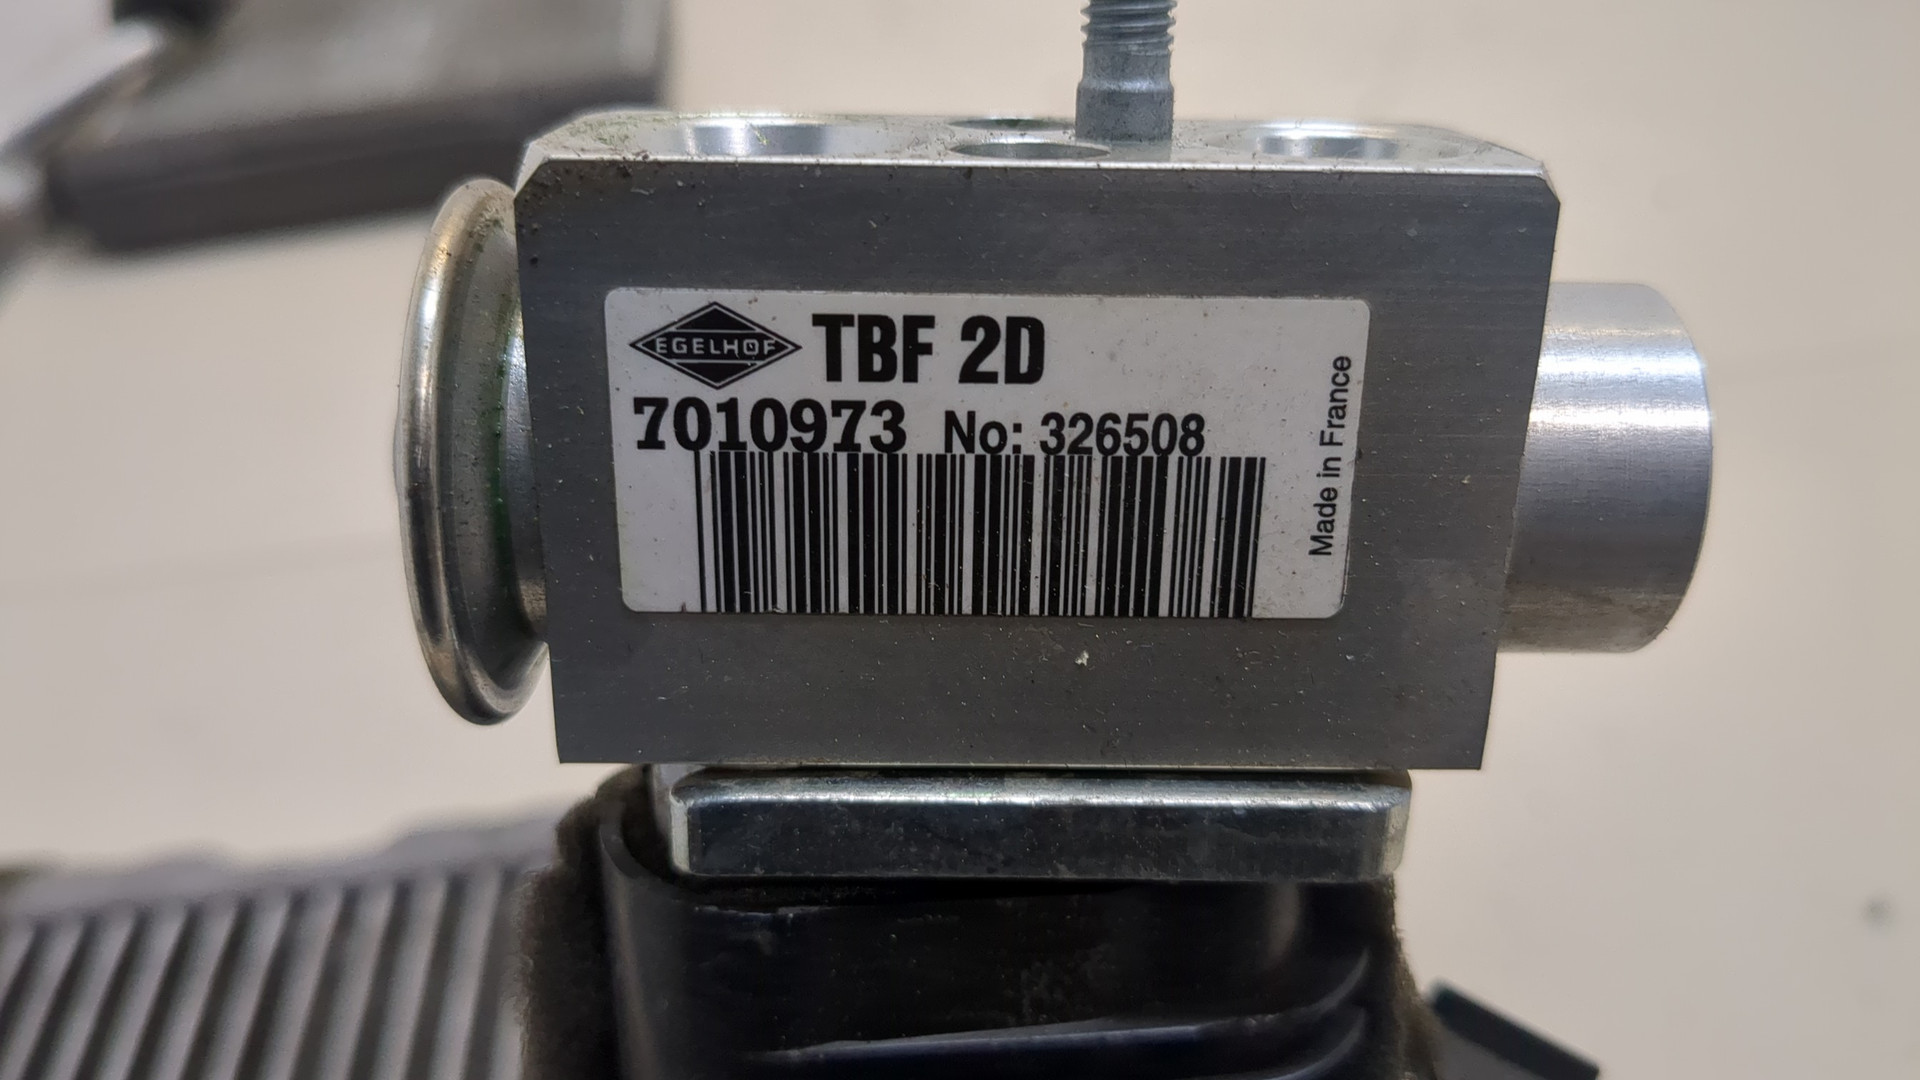 EGELHOF TBF 2D
7010973 No: 326508
Made in France